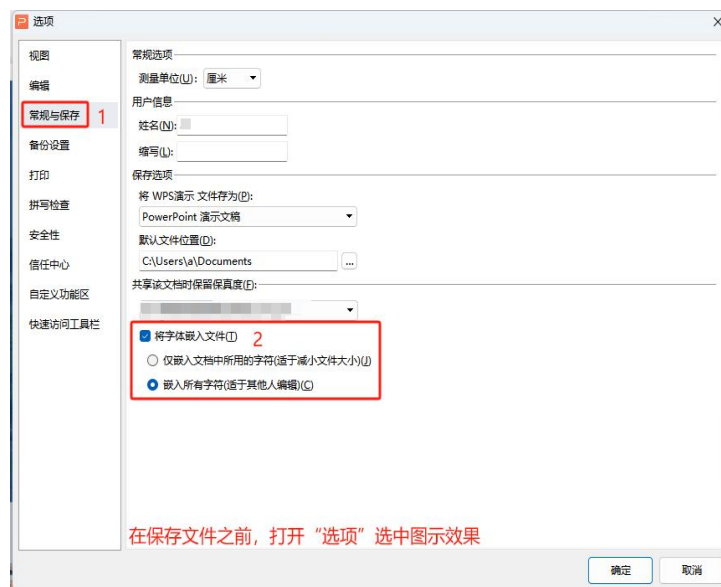 选项
视图
编辑
常规与保存 1
备份设置
打印
拼写检查
安全性
信任中心
自定义功能区
快速访问工具栏
常规选项
测量单位(U): 厘米
用户信息
姓名(N):
缩写(L):
保存选项
将 WPS演示 文件存为(P):
PowerPoint 演示文稿
默认文件位置(D):
C:\Users\a\Documents ...
共享该文档时保留保真度(F):
将字体嵌入文件(T) 2
仅嵌入文档中所用的字符(适于减小文件大小)(J)
嵌入所有字符(适于其他人编辑)(C)
在保存文件之前，打开“选项”选中图示效果
确定 取消